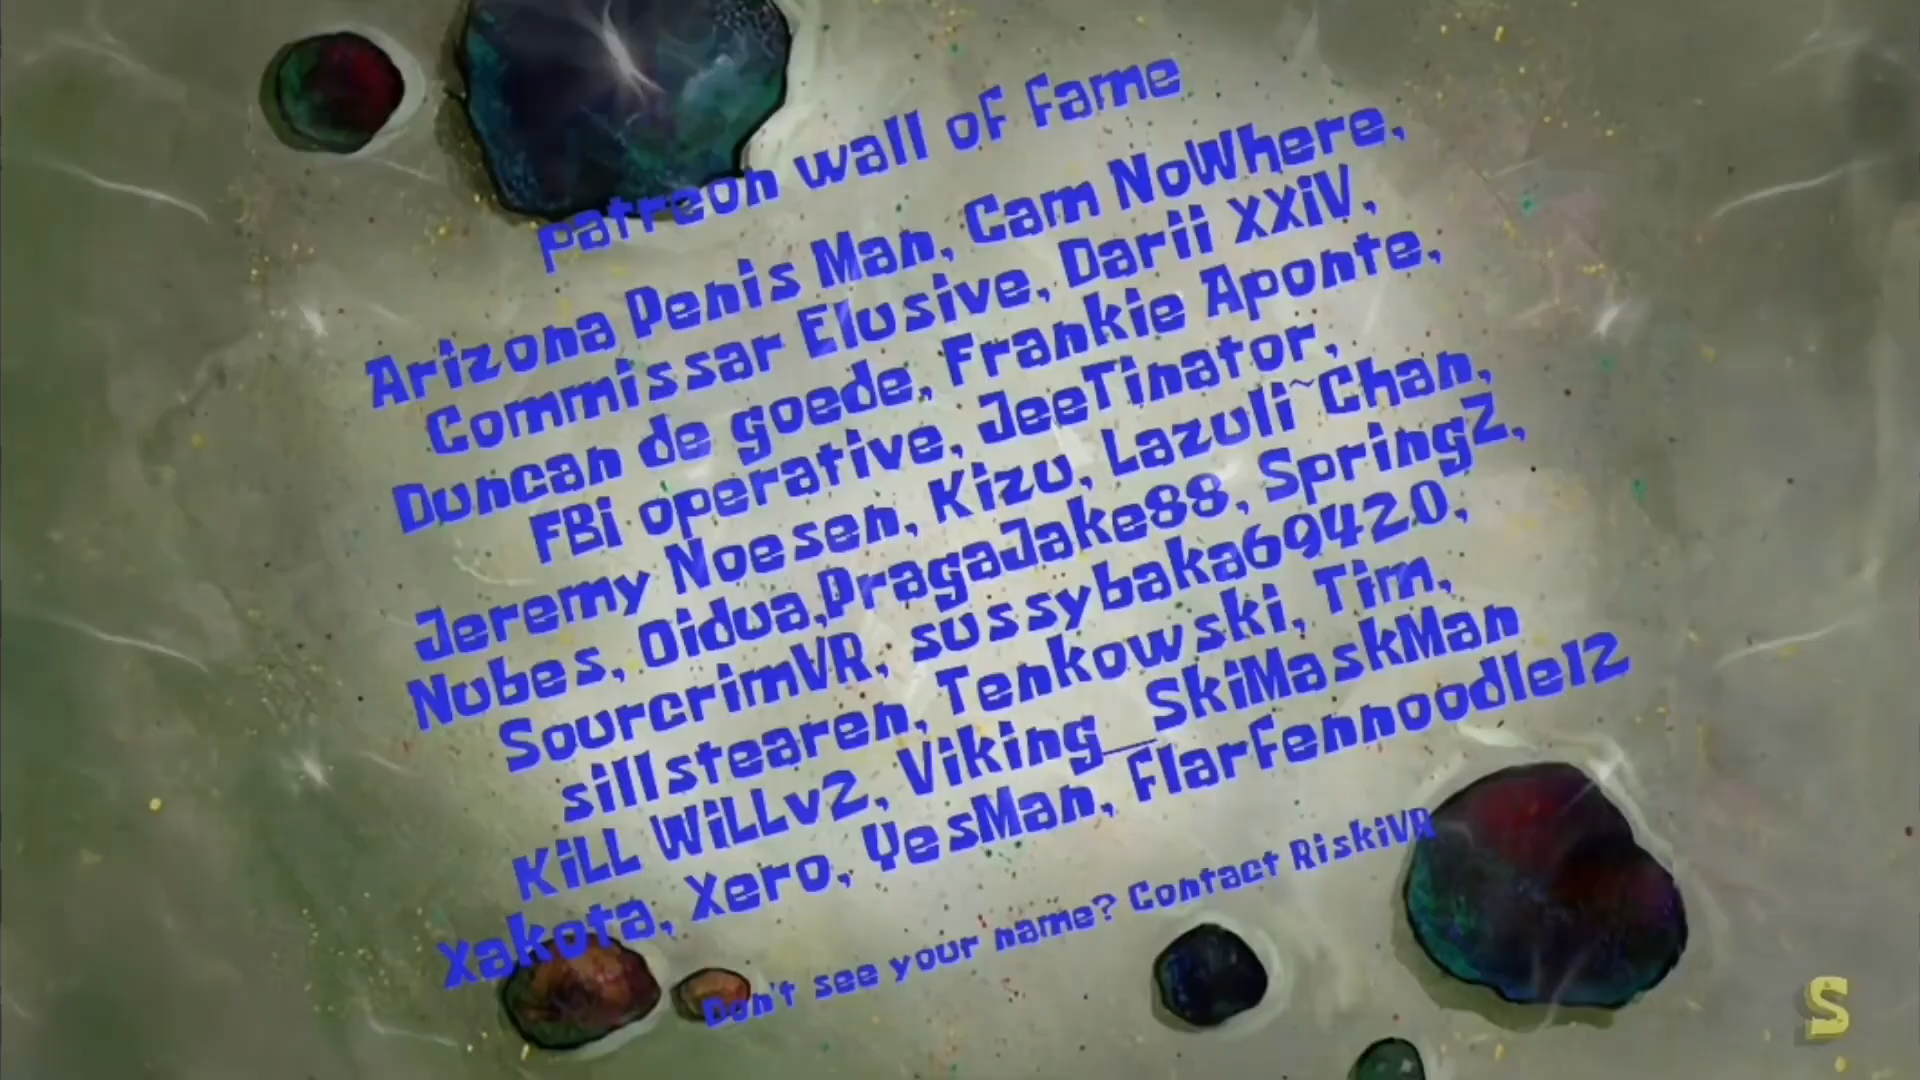 patreon wall of fame
Arizona Penis Man, Cam NoWhere,
Commissar Elusive, Darii XXiV,
Duncan de goede, Frankie Aponte,
FBi operative, JeeTinator,
Jeremy Noesen, Kizu, Lazuli~Chan,
Nubes, Oidua,PragaJake88, SpringZ,
SourcrimVR, sussybaka69420,
sillstearen, Tenkowski, Tim,
KiLL WiLLv2, Viking__SkiMaskMan
Xakota, Xero, YesMan, Flarfennoodle12
Don't see your name? Contact RiskiVR
S